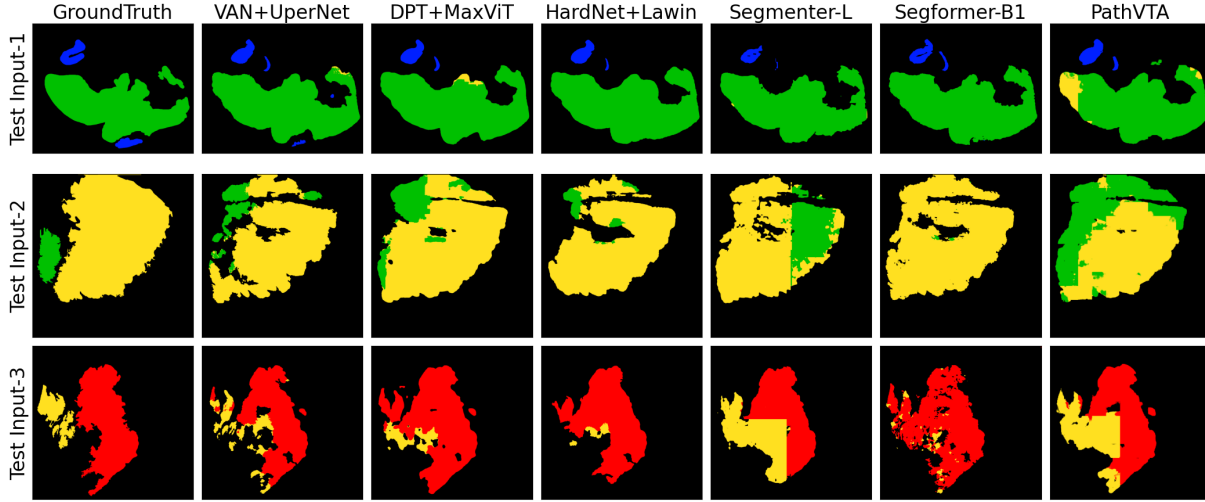 GroundTruth VAN+UperNet DPT+MaxViT HardNet+Lawin Segmenter-L Segformer-B1 PathVTA
Test Input-1
Test Input-2
Test Input-3